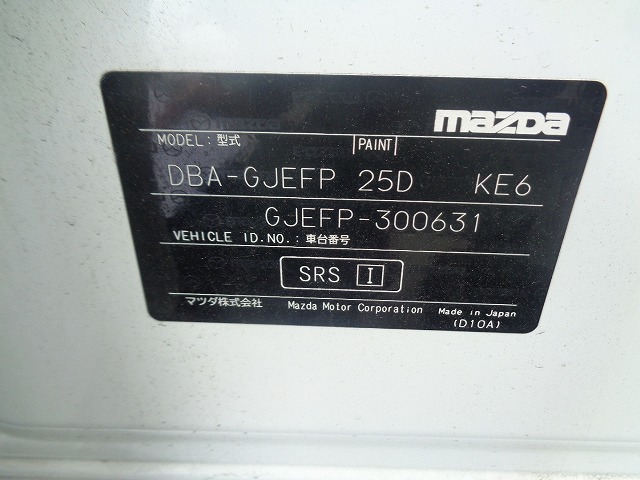 mazda
MODEL：型式 PAINT
DBA-GJEFP 25D KE6
GJEFP-300631
VEHICLE ID.NO.：車台番号
SRS I
マツダ株式会社 Mazda Motor Corporation Made in Japan
(D10A)